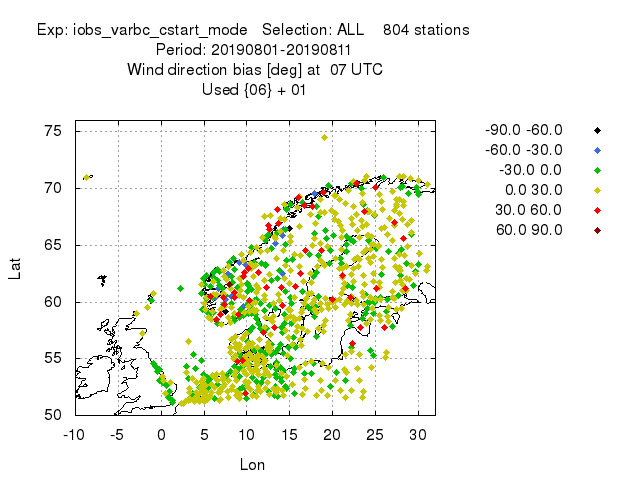 Exp: iobs_varbc_cstart_mode   Selection: ALL    804 stations
Period: 20190801-20190811
Wind direction bias [deg] at  07 UTC
Used {06} + 01
-90.0 -60.0
-60.0 -30.0
-30.0 0.0
0.0 30.0
30.0 60.0
60.0 90.0
75
70
65
60
55
50
Lat
-10 -5 0 5 10 15 20 25 30
Lon